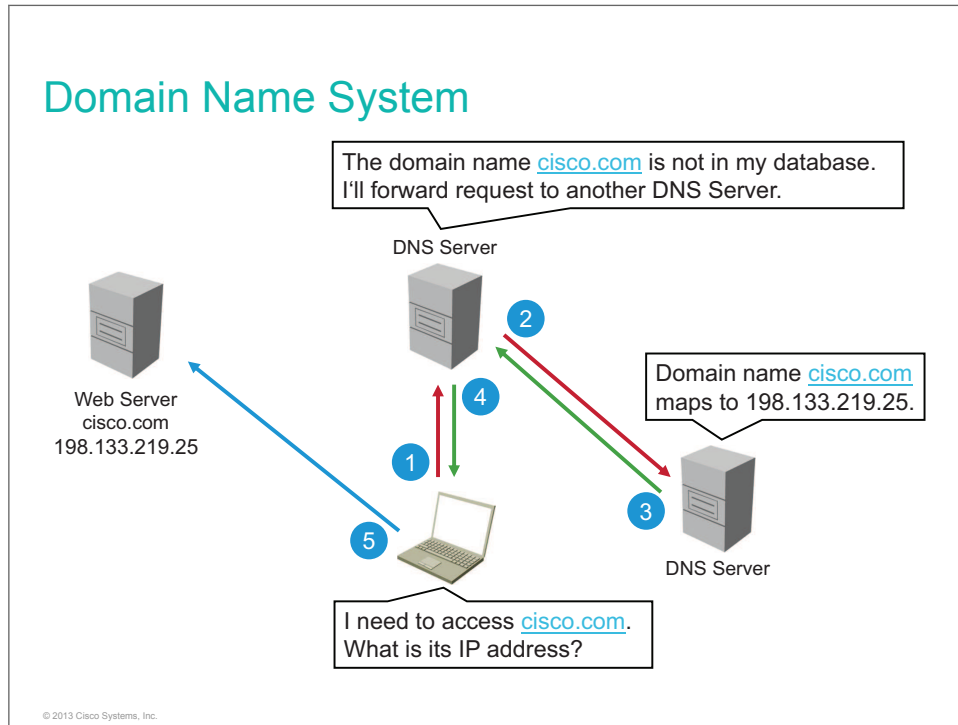 Domain Name System
The domain name cisco.com is not in my database.
I'll forward request to another DNS Server.
DNS Server
2
Web Server
cisco.com
198.133.219.25
4
Domain name cisco.com
maps to 198.133.219.25.
1
3
5
DNS Server
I need to access cisco.com.
What is its IP address?
© 2013 Cisco Systems, Inc.